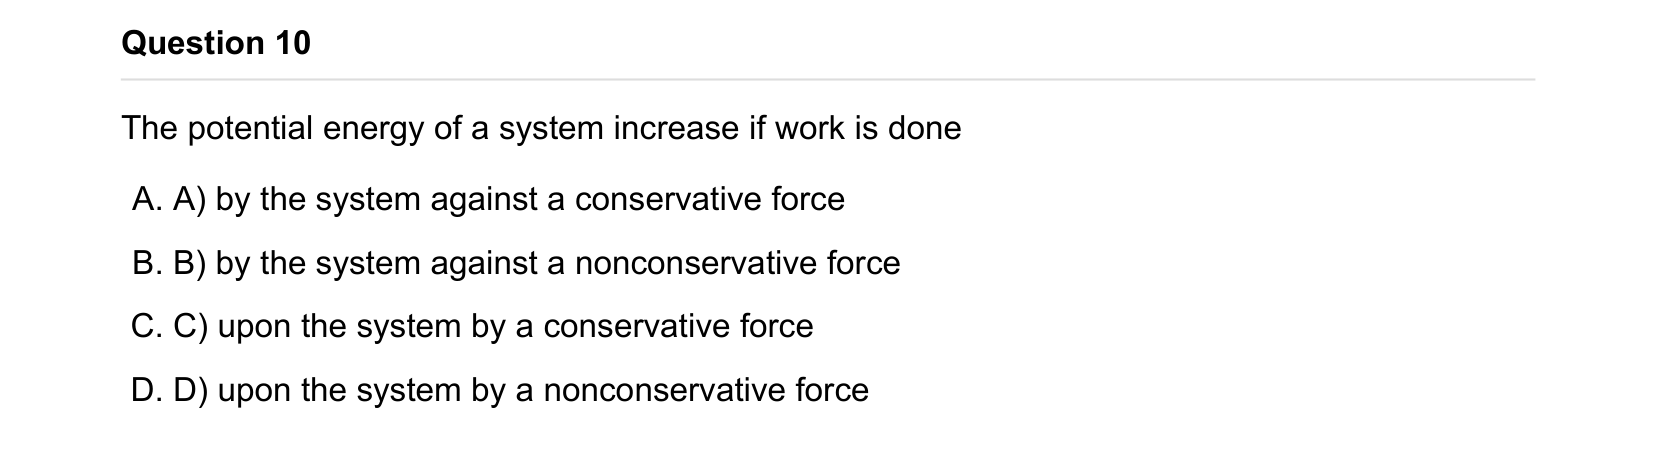 Question 10
The potential energy of a system increase if work is done
A. A) by the system against a conservative force
B. B) by the system against a nonconservative force
C. C) upon the system by a conservative force
D. D) upon the system by a nonconservative force